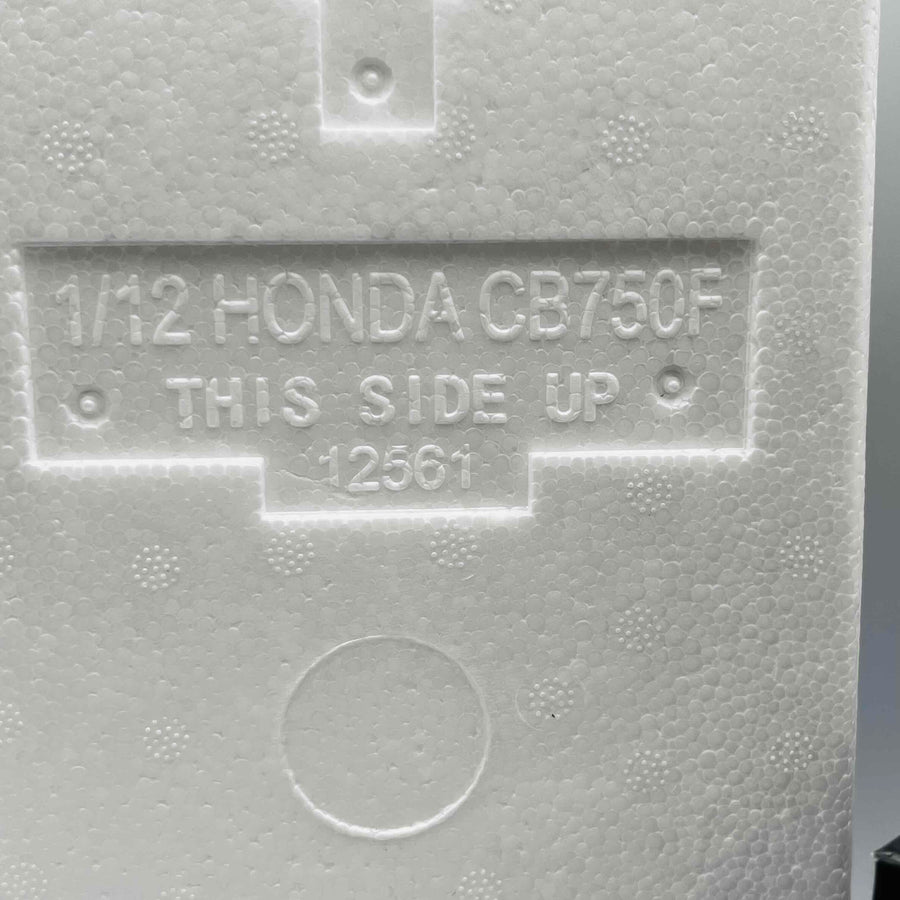 1/12 HONDA CB750F
THIS SIDE UP
12561